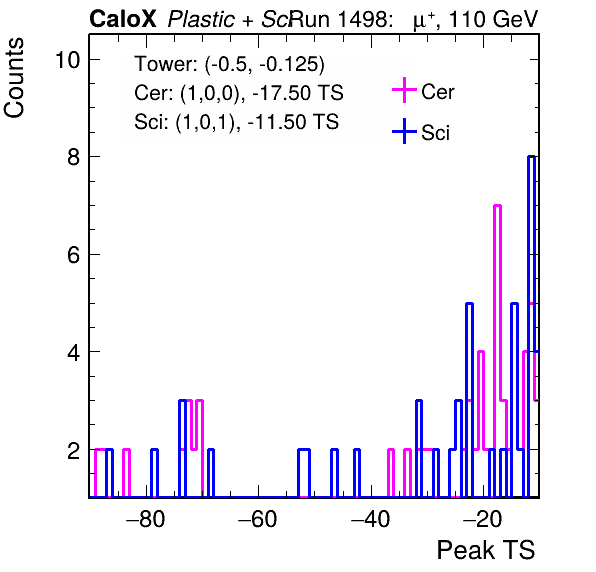 CaloX Plastic + Sci Run 1498: μ⁺, 110 GeV
Counts
Tower: (-0.5, -0.125)
Cer: (1,0,0), -17.50 TS
Sci: (1,0,1), -11.50 TS
Cer
Sci
10
8
6
4
2
−80 −60 −40 −20
Peak TS